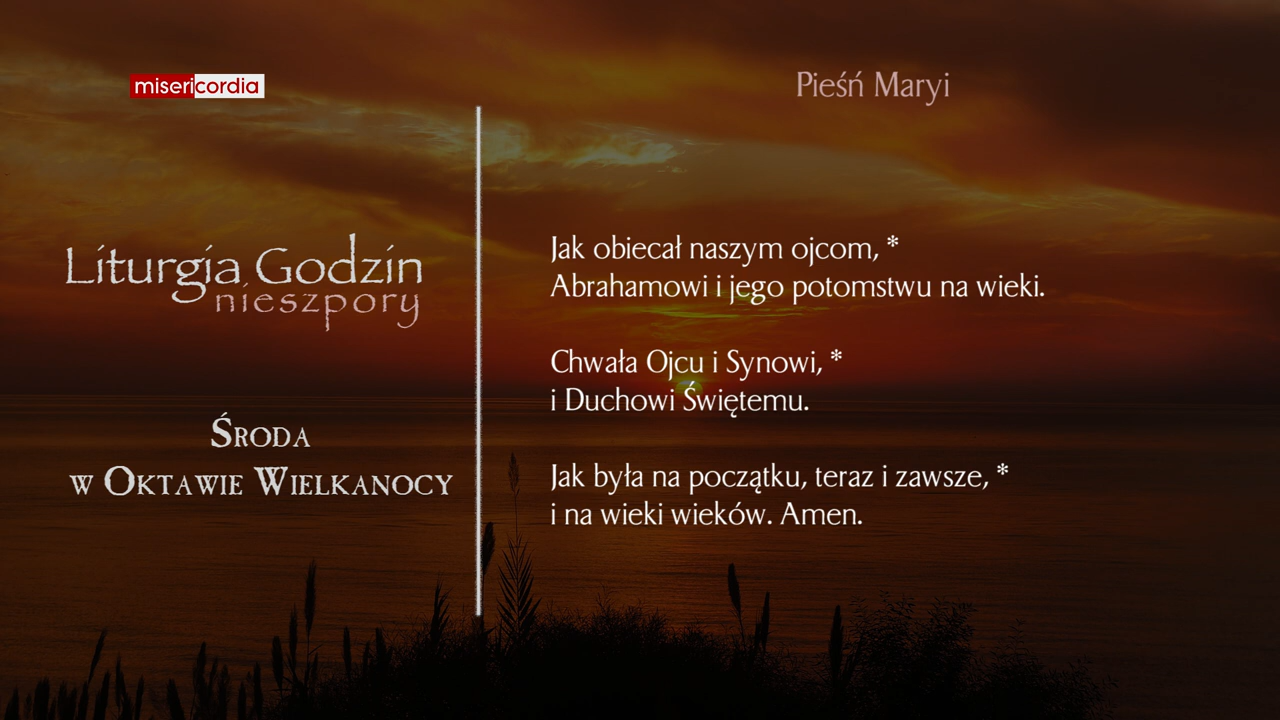 misericordia
Liturgia Godzin
nieszpory
Środa
w Oktawie Wielkanocy
Pieśń Maryi
Jak obiecał naszym ojcom, *
Abrahamowi i jego potomstwu na wieki.
Chwała Ojcu i Synowi, *
i Duchowi Świętemu.
Jak była na początku, teraz i zawsze, *
i na wieki wieków. Amen.